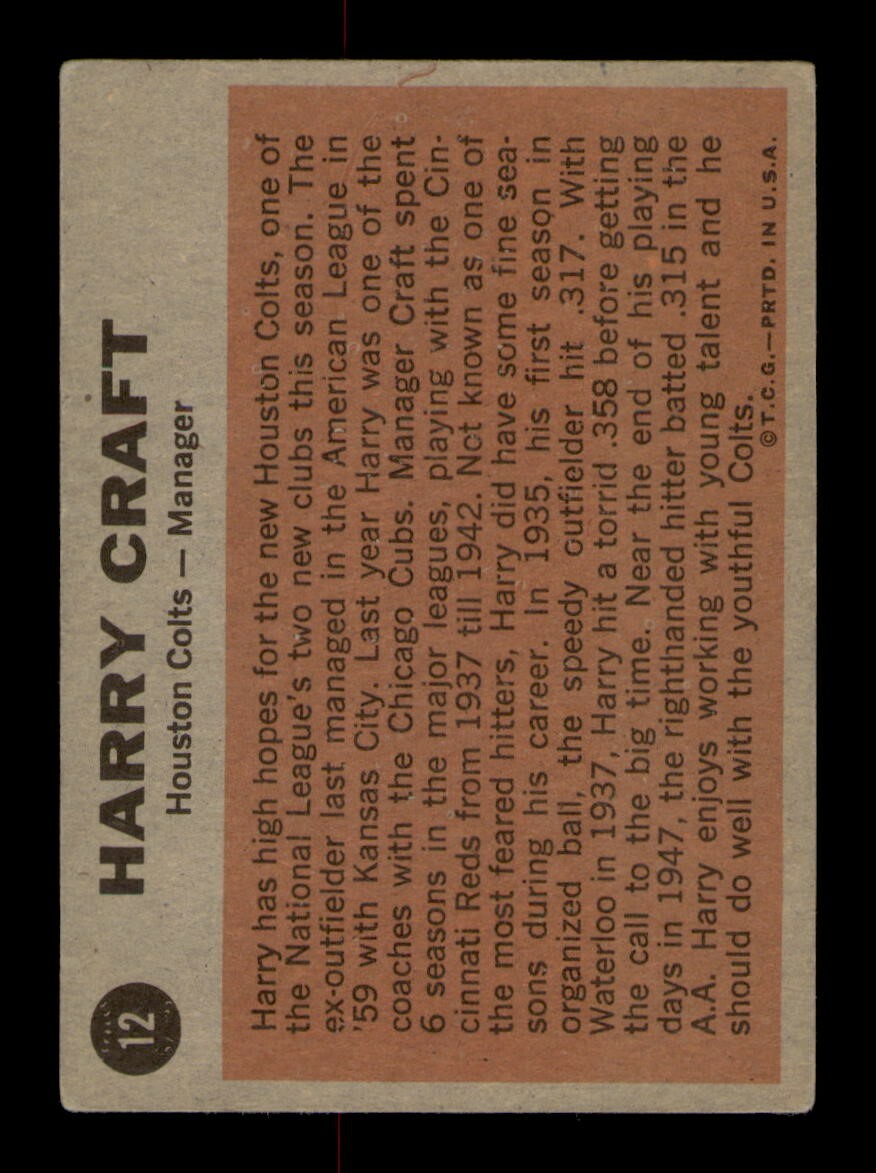 12
HARRY CRAFT
Houston Colts — Manager
Harry has high hopes for the new Houston Colts, one of
the National League's two new clubs this season. The
ex-outfielder last managed in the American League in
'59 with Kansas City. Last year Harry was one of the
coaches with the Chicago Cubs. Manager Craft spent
6 seasons in the major leagues, playing with the Cin-
cinnati Reds from 1937 till 1942. Not known as one of
the most feared hitters, Harry did have some fine sea-
sons during his career. In 1935, his first season in
organized ball, the speedy outfielder hit .317. With
Waterloo in 1937, Harry hit a torrid .358 before getting
the call to the big time. Near the end of his playing
days in 1947, the righthanded hitter batted .315 in the
A.A. Harry enjoys working with young talent and he
should do well with the youthful Colts.
©T.C.G.—PRTD. IN U.S.A.